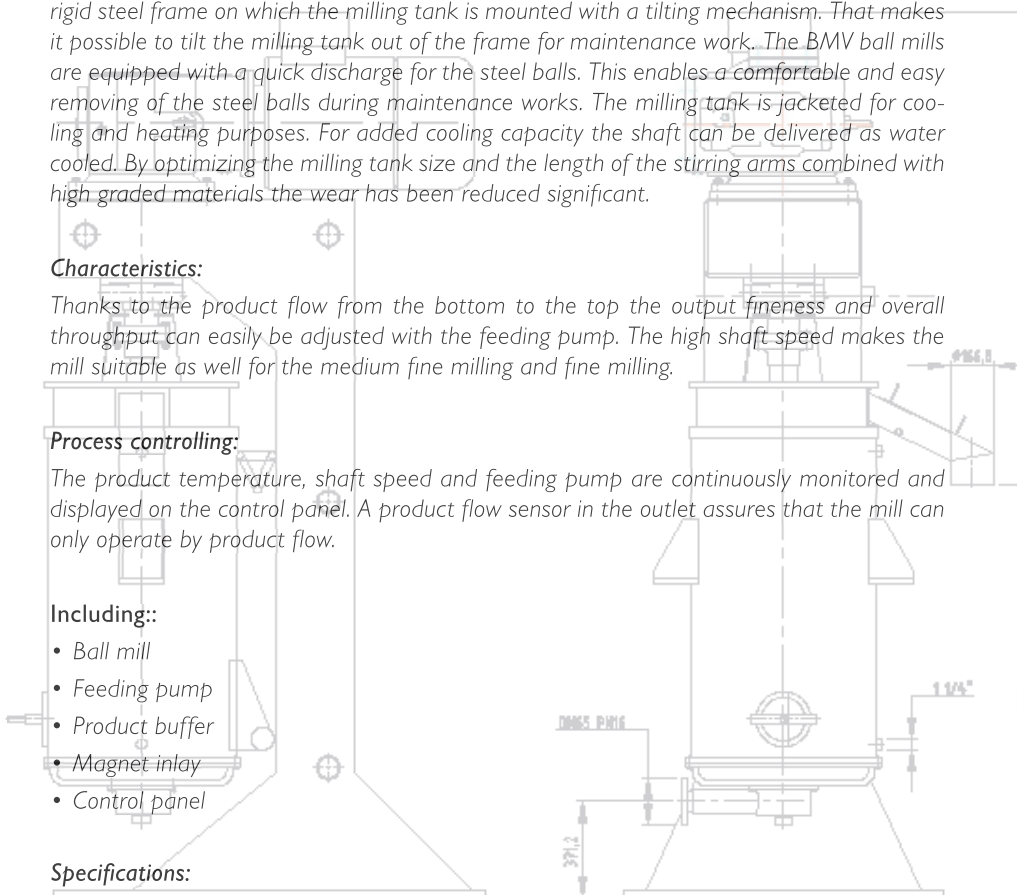 rigid steel frame on which the milling tank is mounted with a tilting mechanism. That makes
it possible to tilt the milling tank out of the frame for maintenance work. The BMV ball mills
are equipped with a quick discharge for the steel balls. This enables a comfortable and easy
removing of the steel balls during maintenance works. The milling tank is jacketed for coo-
ling and heating purposes. For added cooling capacity the shaft can be delivered as water
cooled. By optimizing the milling tank size and the length of the stirring arms combined with
high graded materials the wear has been reduced significant.
Characteristics:
Thanks to the product flow from the bottom to the top the output fineness and overall
throughput can easily be adjusted with the feeding pump. The high shaft speed makes the
mill suitable as well for the medium fine milling and fine milling.
Ø166,8
Process controlling:
The product temperature, shaft speed and feeding pump are continuously monitored and
displayed on the control panel. A product flow sensor in the outlet assures that the mill can
only operate by product flow.
Including::
• Ball mill
• Feeding pump
• Product buffer
• Magnet inlay
• Control panel
1 1/4"
DN65 PN16
371,2
Specifications: